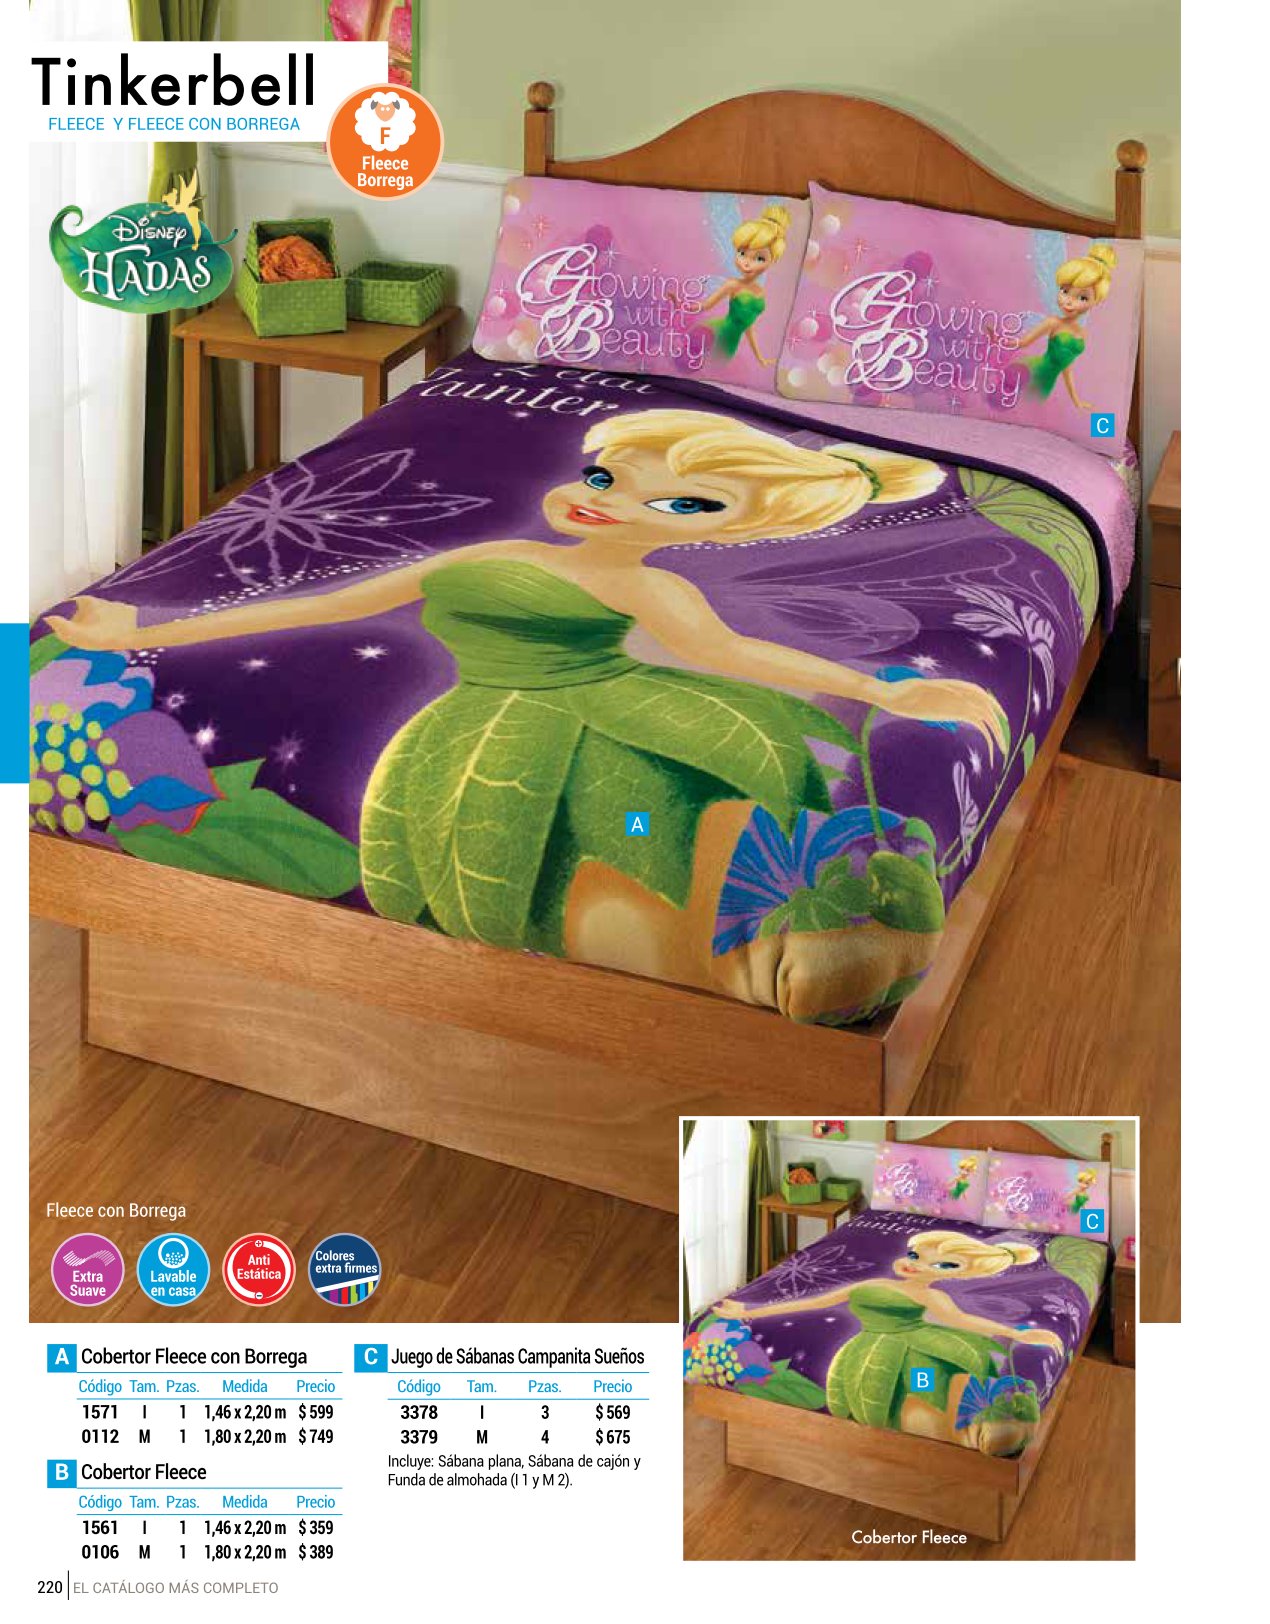 Tinkerbell
FLEECE Y FLEECE CON BORREGA
F
Fleece
Borrega
Disney
HADAS
Glowing
with
Beauty
Glowing
with
Beauty
C
Petal
Painter
A
Fleece con Borrega
Extra
Suave
Lavable
en casa
Anti
Estática
Colores
extra firmes
C
B
Cobertor Fleece
A Cobertor Fleece con Borrega
Código Tam. Pzas. Medida Precio
1571 I 1 1,46 x 2,20 m $ 599
0112 M 1 1,80 x 2,20 m $ 749
B Cobertor Fleece
Código Tam. Pzas. Medida Precio
1561 I 1 1,46 x 2,20 m $ 359
0106 M 1 1,80 x 2,20 m $ 389
C Juego de Sábanas Campanita Sueños
Código Tam. Pzas. Precio
3378 I 3 $ 569
3379 M 4 $ 675
Incluye: Sábana plana, Sábana de cajón y
Funda de almohada (I 1 y M 2).
220 EL CATÁLOGO MÁS COMPLETO